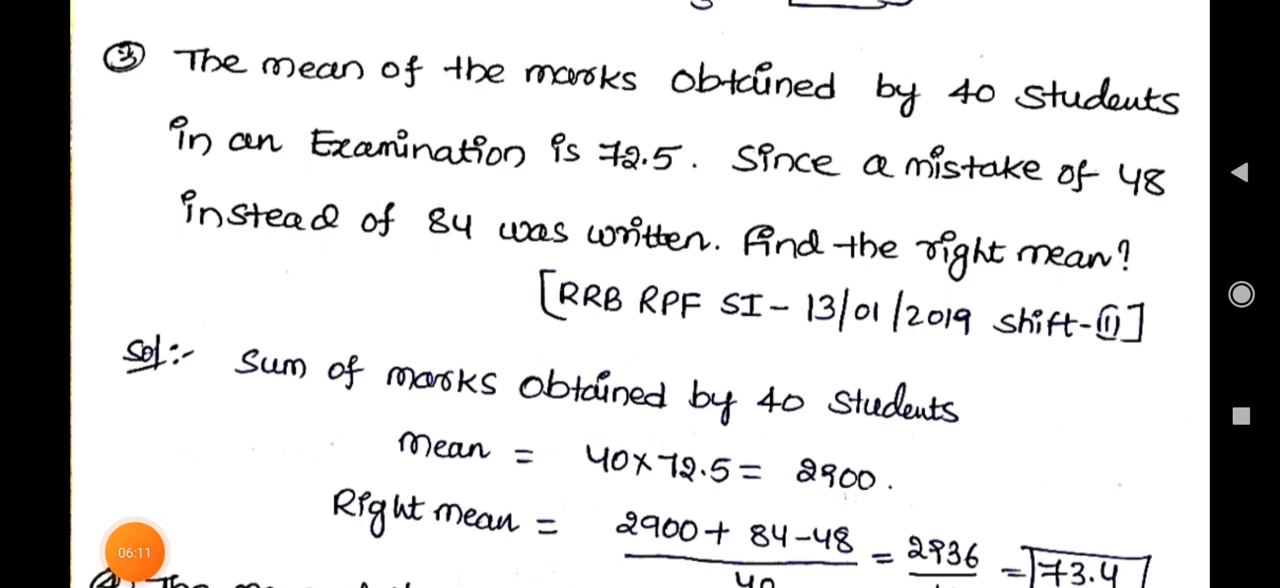 ③ The mean of the marks obtained by 40 students
in an Examination is 72.5. Since a mistake of 48
instead of 84 was written. find the right mean?
[RRB RPF SI - 13/01/2019 shift-①]
Sol:- Sum of marks obtained by 40 students
mean = 40×72.5 = 2900.
Right mean = 2900 + 84-48 / 40 = 2936 = 73.4
06:11
The